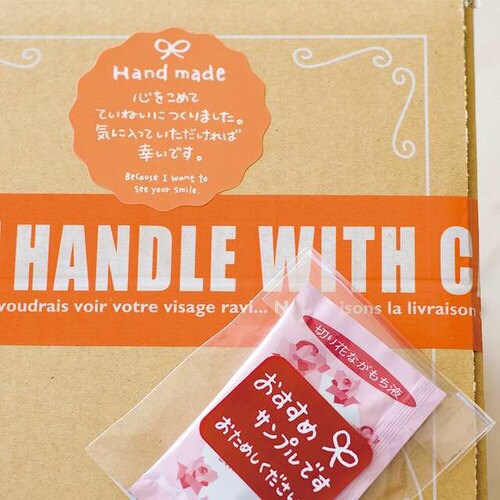 Hand made
心をこめて
ていねいにつくりました。
気に入っていただければ
幸いです。
Because I want to
see your smile.
HANDLE WITH C
voudrais voir votre visage ravi... N isons la livraison
切り花ながもち液
おすすめ
サンプルです
おためしください